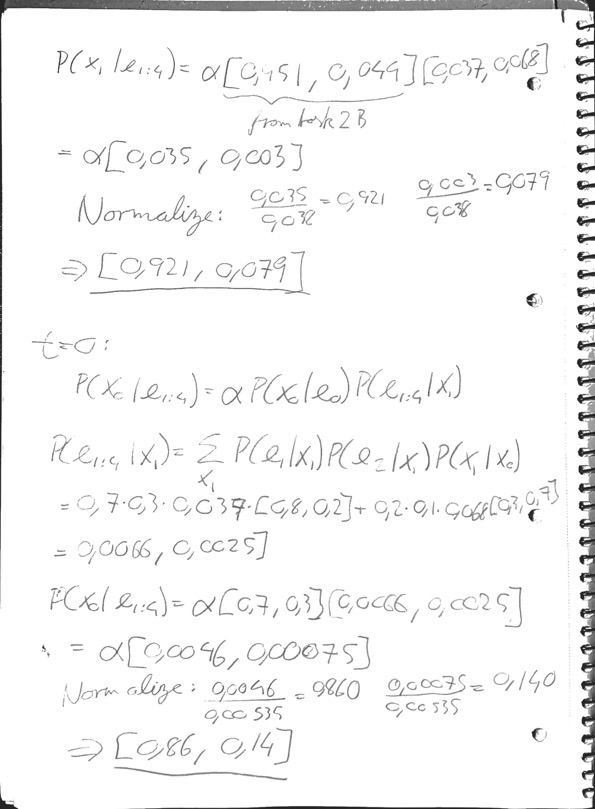 P(x₁|e₁:₄) = α[0,951, 0,049][0,037, 0,068]
from task 2B
= α[0,035, 0,003]
Normalize: 0,035/0,038 = 0,921 0,003/0,038 = 0,079
⇒ [0,921, 0,079]
t=0:
P(x₀|e₁:₄) = α P(x₀|e₀)P(e₁:₄|x₁)
P(e₁:₄|x₁) = Σ_x₁ P(e₁|x₁)P(e₂|x₁)P(x₁|x₀)
= 0,7·0,3·0,037·[0,8, 0,2] + 0,2·0,1·0,068[0,3, 0,7]
= 0,0066, 0,0025]
P(x₀|e₁:₄) = α[0,7, 0,3][0,0066, 0,0025]
= α[0,0046, 0,00075]
Normalize: 0,0046/0,00535 = 0,860 0,00075/0,00535 = 0,140
⇒ [0,86, 0,14]